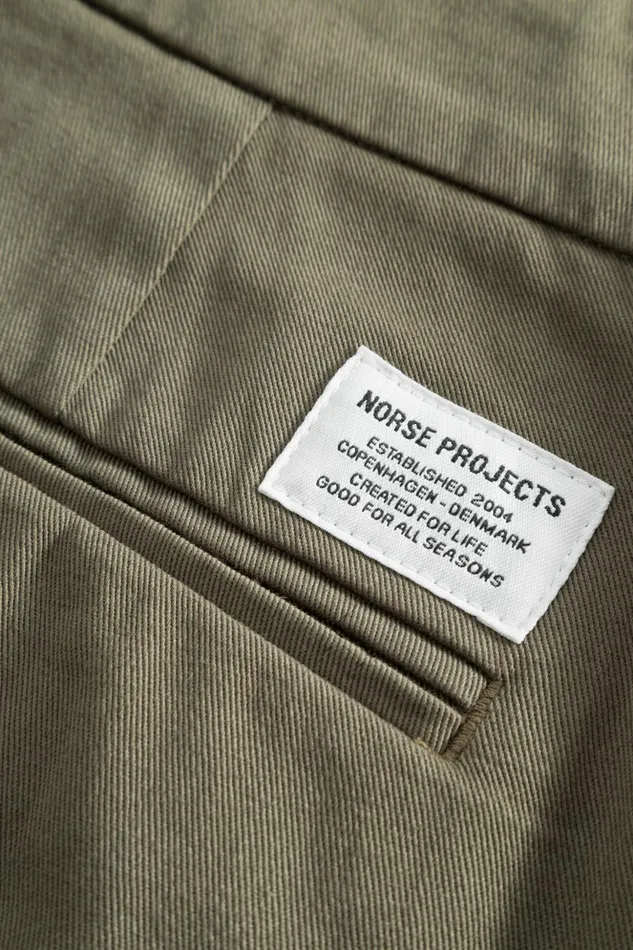 NORSE PROJECTS
ESTABLISHED 2004
COPENHAGEN - DENMARK
CREATED FOR LIFE
GOOD FOR ALL SEASONS